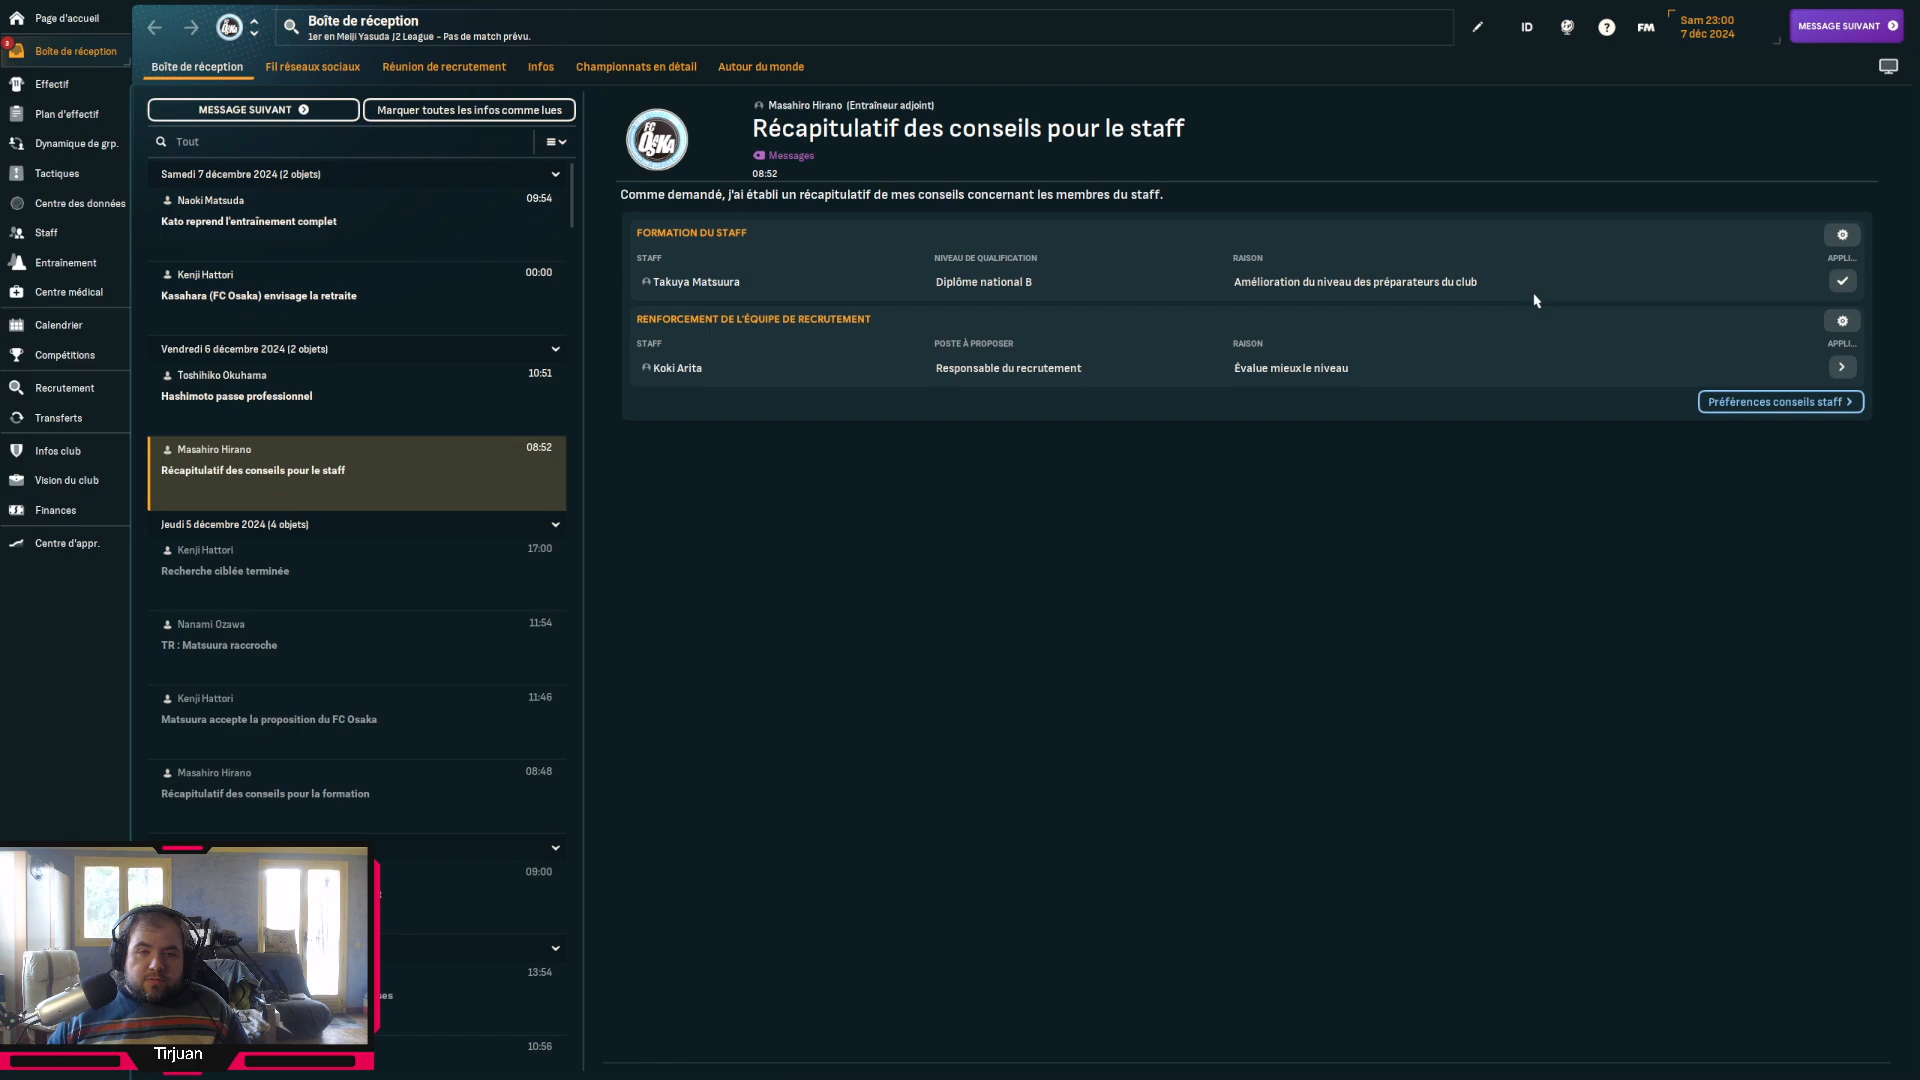 Page d'accueil
3
Boîte de réception
Effectif
Plan d'effectif
Dynamique de grp.
Tactiques
Centre des données
Staff
Entraînement
Centre médical
Calendrier
Compétitions
Recrutement
Transferts
Infos club
Vision du club
Finances
Centre d'appr.
Boîte de réception
1er en Meiji Yasuda J2 League - Pas de match prévu.
ID
?
FM
Sam 23:00
7 déc 2024
MESSAGE SUIVANT
Boîte de réception
Fil réseaux sociaux
Réunion de recrutement
Infos
Championnats en détail
Autour du monde
MESSAGE SUIVANT
Marquer toutes les infos comme lues
Tout
Samedi 7 décembre 2024 (2 objets)
Naoki Matsuda 09:54
Kato reprend l'entraînement complet
Kenji Hattori 00:00
Kasahara (FC Osaka) envisage la retraite
Vendredi 6 décembre 2024 (2 objets)
Toshihiko Okuhama 10:51
Hashimoto passe professionnel
Masahiro Hirano 08:52
Récapitulatif des conseils pour le staff
Jeudi 5 décembre 2024 (4 objets)
Kenji Hattori 17:00
Recherche ciblée terminée
Nanami Ozawa 11:54
TR : Matsuura raccroche
Kenji Hattori 11:46
Matsuura accepte la proposition du FC Osaka
Masahiro Hirano 08:48
Récapitulatif des conseils pour la formation
09:00
13:54
ses
10:56
Tirjuan
FC
OSAKA
Masahiro Hirano (Entraîneur adjoint)
Récapitulatif des conseils pour le staff
Messages
08:52
Comme demandé, j'ai établi un récapitulatif de mes conseils concernant les membres du staff.
FORMATION DU STAFF
STAFF NIVEAU DE QUALIFICATION RAISON APPLI...
Takuya Matsuura Diplôme national B Amélioration du niveau des préparateurs du club
RENFORCEMENT DE L'ÉQUIPE DE RECRUTEMENT
STAFF POSTE À PROPOSER RAISON APPLI...
Koki Arita Responsable du recrutement Évalue mieux le niveau
Préférences conseils staff